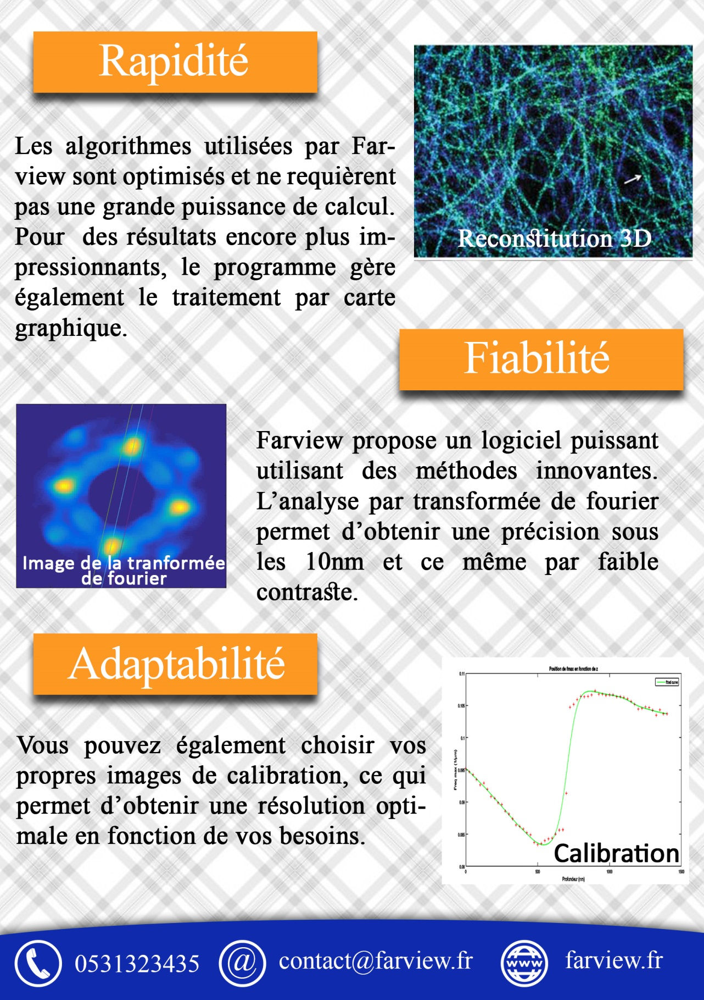 Rapidité
Les algorithmes utilisées par Far-
view sont optimisés et ne requièrent
pas une grande puissance de calcul.
Pour des résultats encore plus im-
pressionnants, le programme gère
également le traitement par carte
graphique.
Reconstitution 3D
Fiabilité
Image de la tranformée
de fourier
Farview propose un logiciel puissant
utilisant des méthodes innovantes.
L’analyse par transformée de fourier
permet d’obtenir une précision sous
les 10nm et ce même par faible
contraste.
Adaptabilité
Vous pouvez également choisir vos
propres images de calibration, ce qui
permet d’obtenir une résolution opti-
male en fonction de vos besoins.
Position de fmax en fonction de z
fitted curve
0.11
0.105
0.1
0.095
0.09
0.085
0.08
Freq max (1/µm)
Calibration
0 500 1000 1500
Profondeur (nm)
0531323435
@ contact@farview.fr
www farview.fr